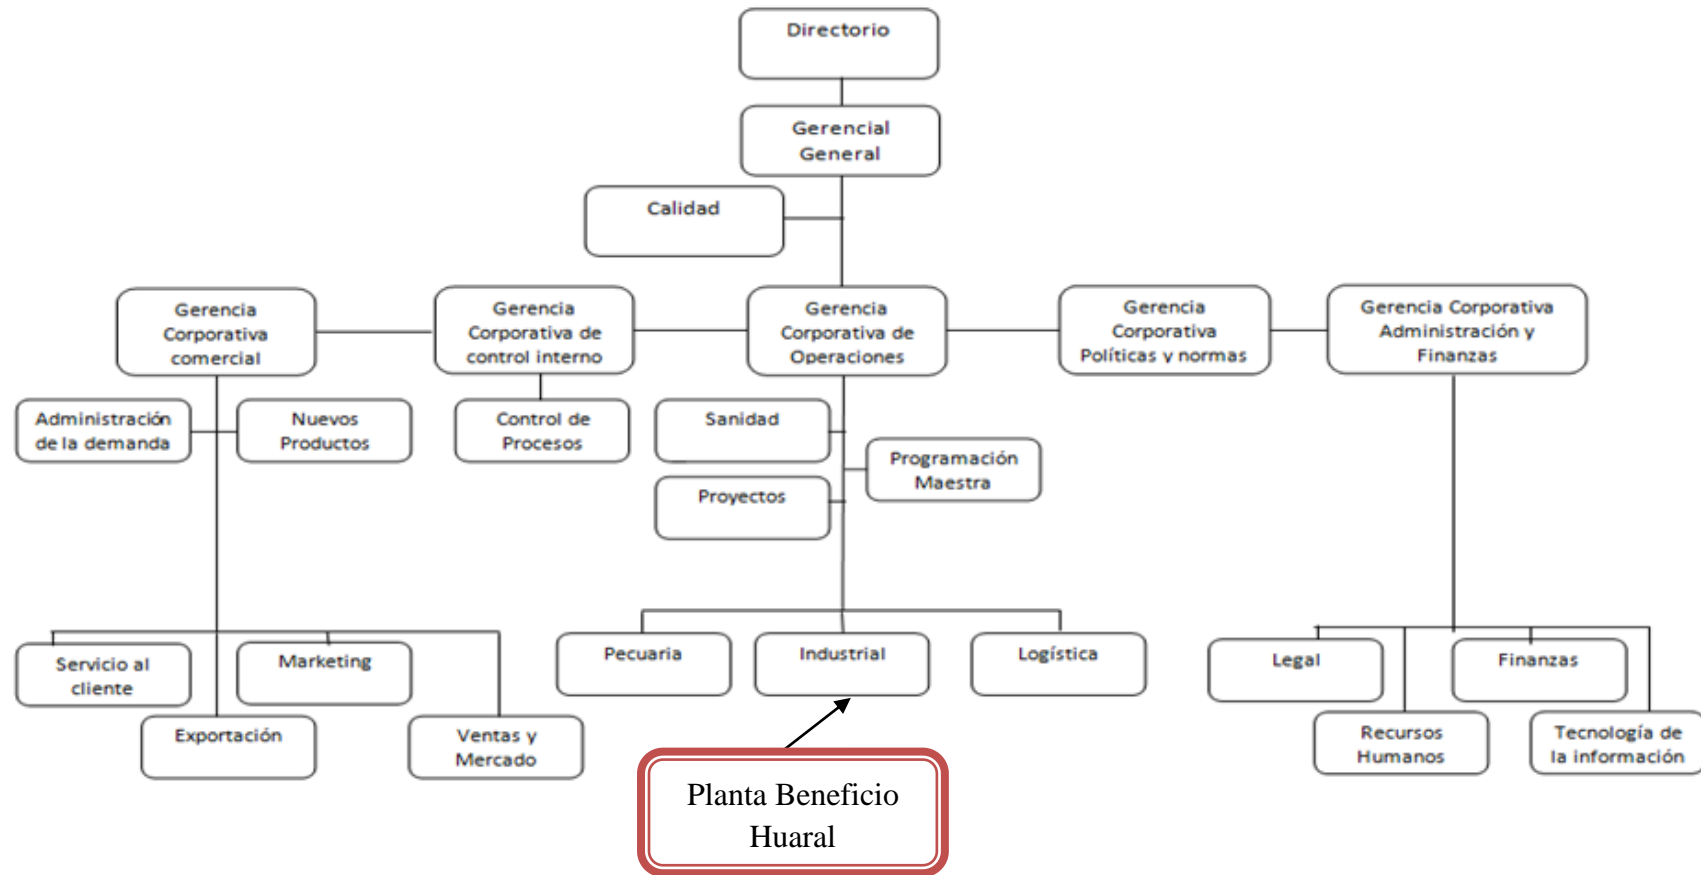 Directorio
Gerencial
General
Calidad
Gerencia
Corporativa
comercial
Gerencia
Corporativa de
control interno
Gerencia
Corporativa de
Operaciones
Gerencia
Corporativa
Políticas y normas
Gerencia Corporativa
Administración y
Finanzas
Administración
de la demanda
Nuevos
Productos
Control de
Procesos
Sanidad
Programación
Maestra
Proyectos
Servicio al
cliente
Marketing
Exportación
Ventas y
Mercado
Pecuaria
Industrial
Logística
Legal
Finanzas
Recursos
Humanos
Tecnología de
la información
Planta Beneficio
Huaral